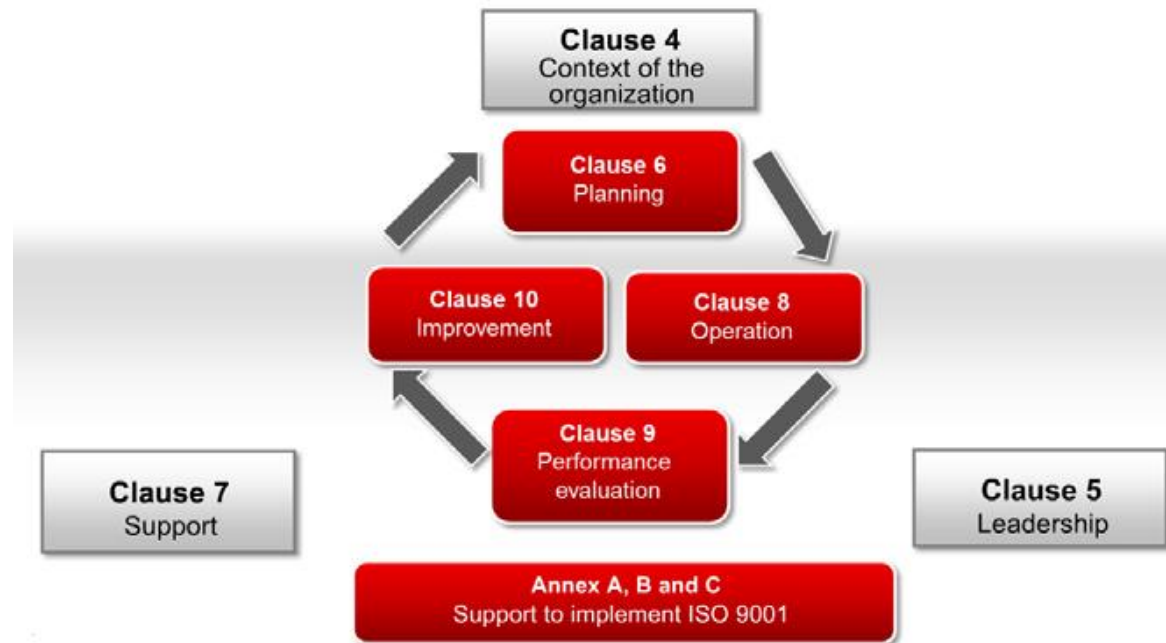 Clause 4
Context of the
organization
Clause 6
Planning
Clause 10
Improvement
Clause 8
Operation
Clause 9
Performance
evaluation
Clause 7
Support
Clause 5
Leadership
Annex A, B and C
Support to implement ISO 9001